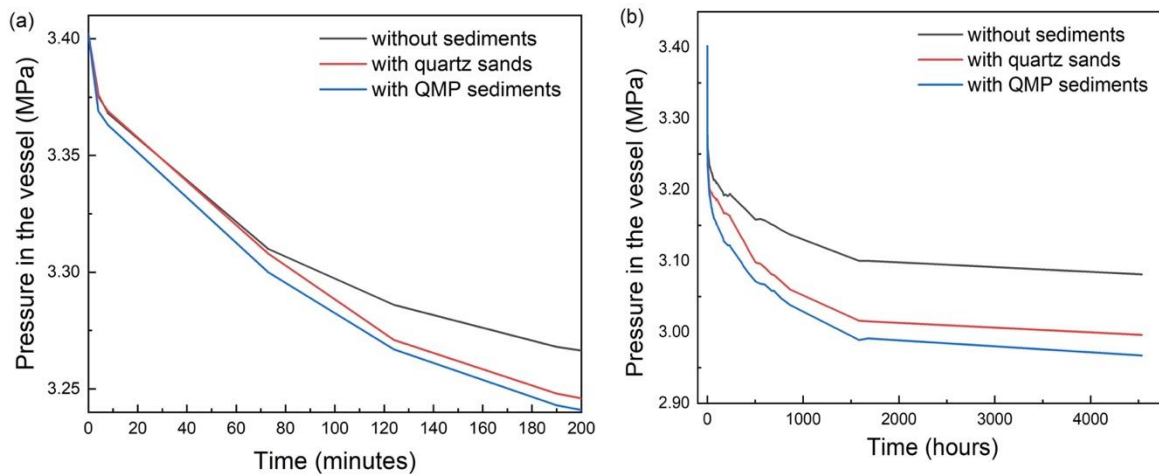 (a)
3.40
3.35
3.30
3.25
Pressure in the vessel (MPa)
without sediments
with quartz sands
with QMP sediments
0 20 40 60 80 100 120 140 160 180 200
Time (minutes)
(b)
3.40
3.30
3.20
3.10
3.00
2.90
Pressure in the vessel (MPa)
without sediments
with quartz sands
with QMP sediments
0 1000 2000 3000 4000
Time (hours)